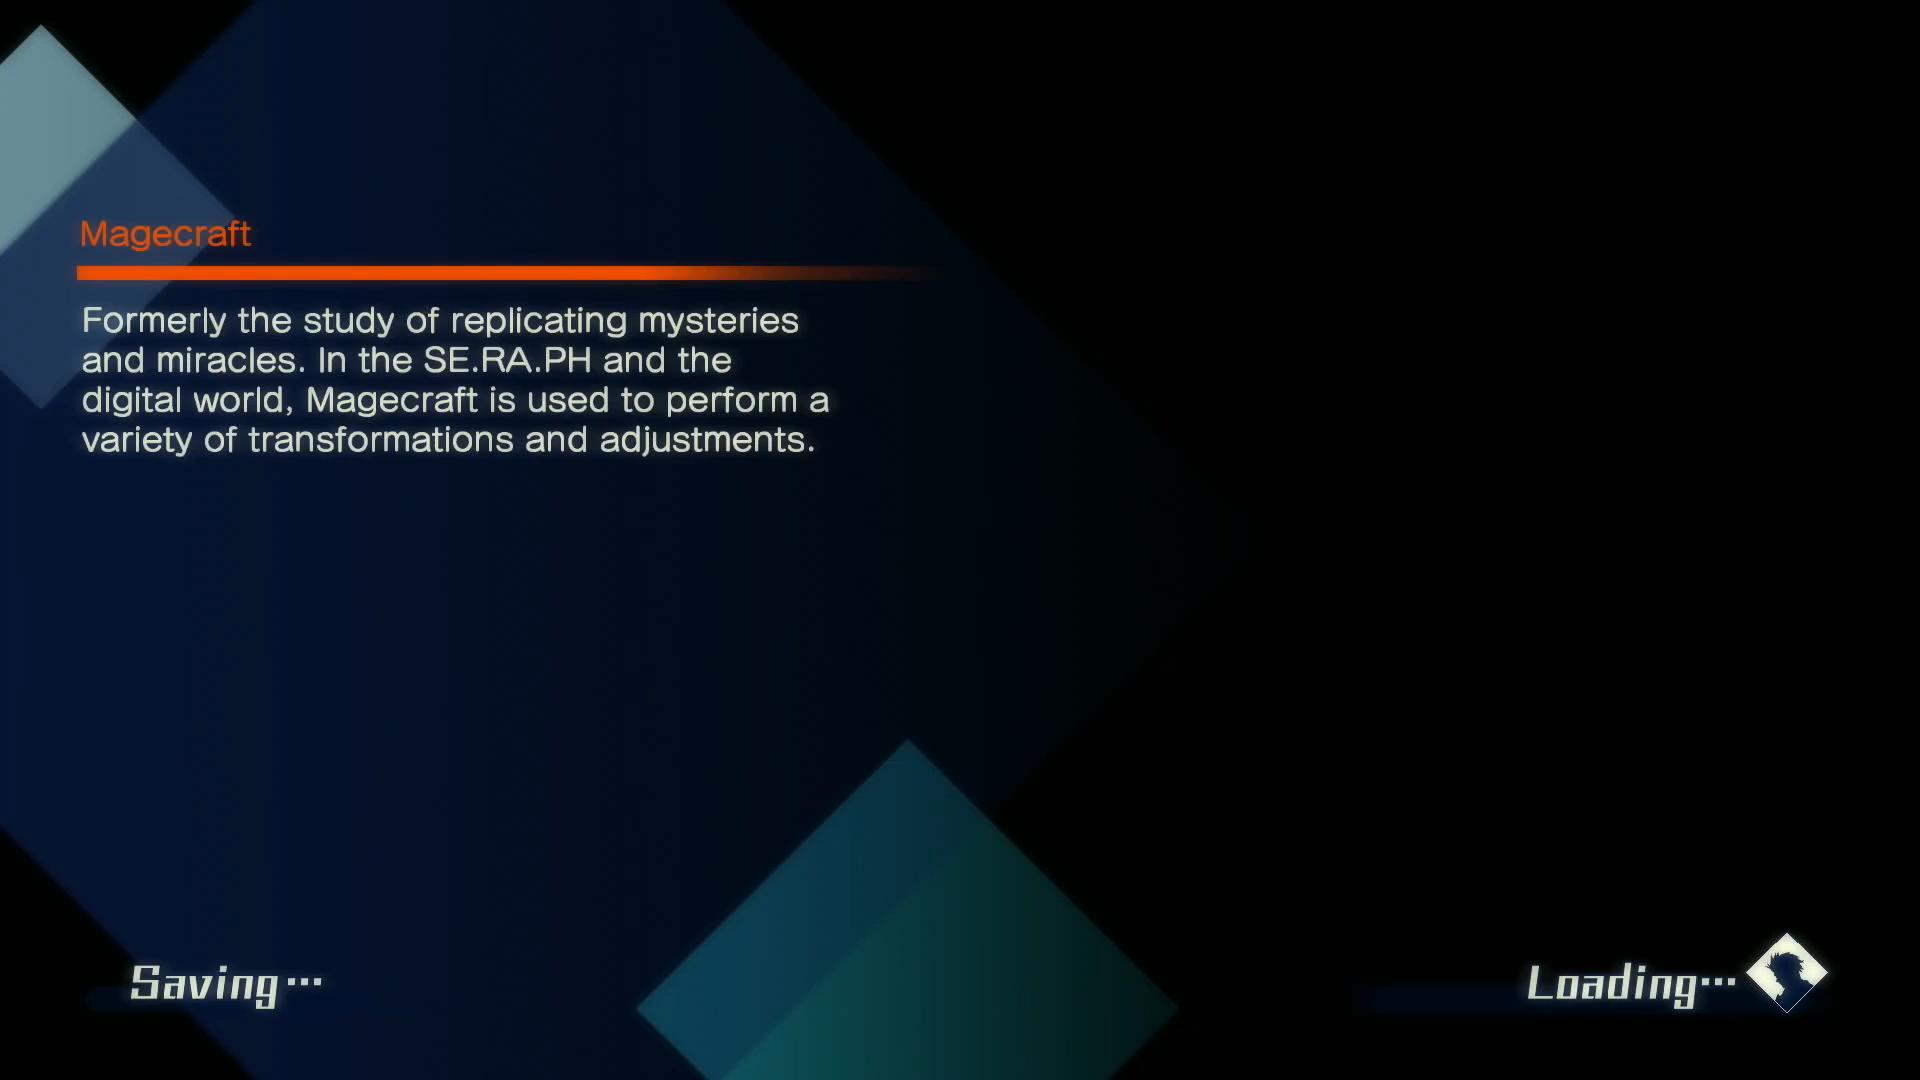 Magecraft
Formerly the study of replicating mysteries
and miracles. In the SE.RA.PH and the
digital world, Magecraft is used to perform a
variety of transformations and adjustments.
Saving···
Loading···